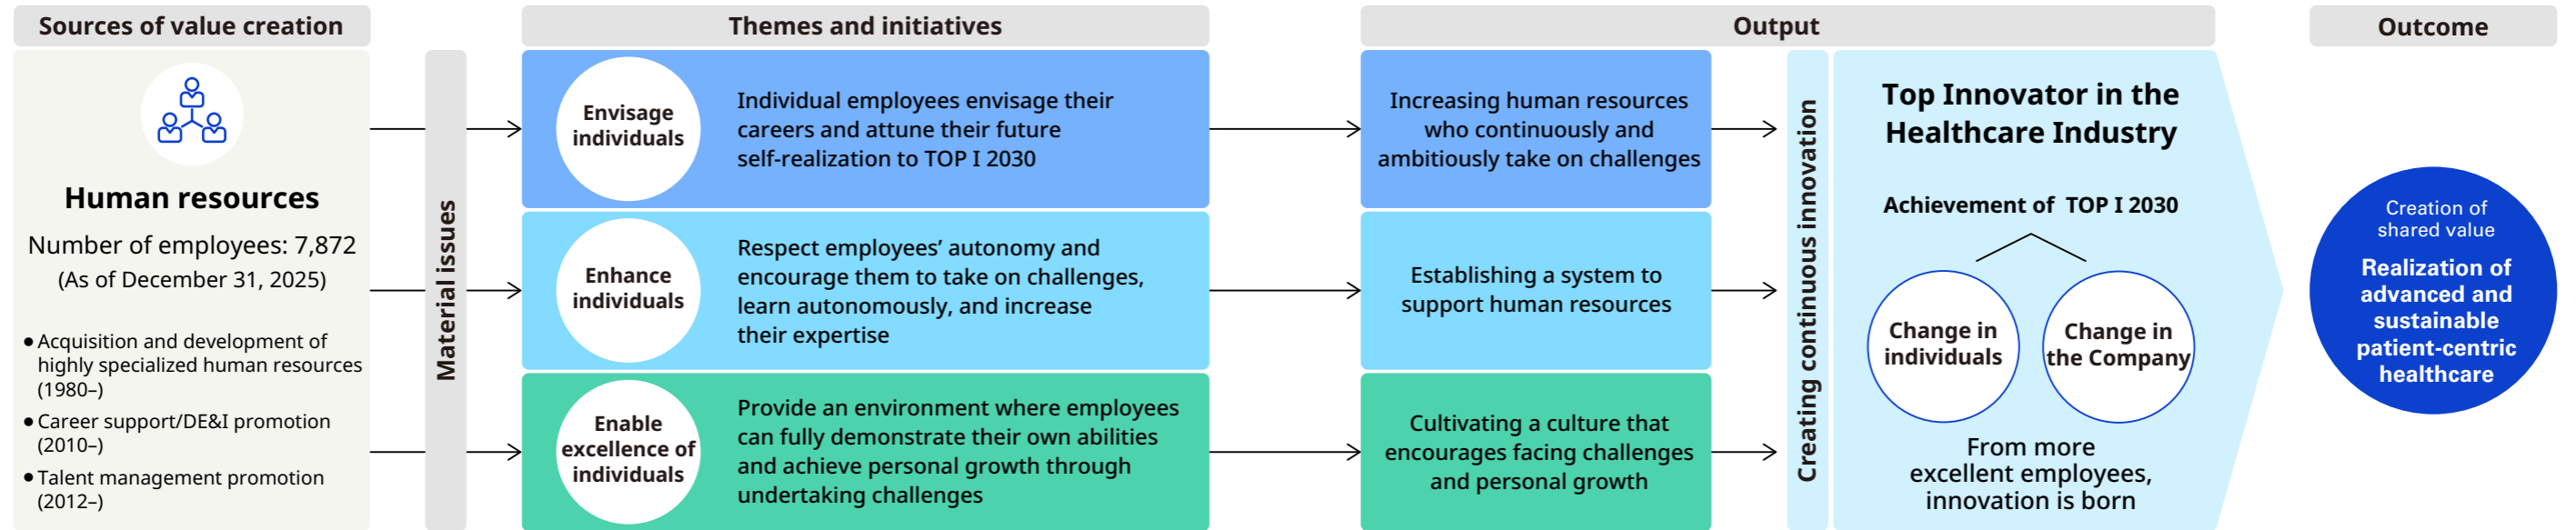 Sources of value creation
Human resources
Number of employees: 7,872
(As of December 31, 2025)
● Acquisition and development of
highly specialized human resources
(1980–)
● Career support/DE&I promotion
(2010–)
● Talent management promotion
(2012–)
Material issues
Themes and initiatives
Envisage
individuals
Individual employees envisage their
careers and attune their future
self-realization to TOP I 2030
Enhance
individuals
Respect employees’ autonomy and
encourage them to take on challenges,
learn autonomously, and increase
their expertise
Enable
excellence of
individuals
Provide an environment where employees
can fully demonstrate their own abilities
and achieve personal growth through
undertaking challenges
Output
Increasing human resources
who continuously and
ambitiously take on challenges
Establishing a system to
support human resources
Cultivating a culture that
encourages facing challenges
and personal growth
Creating continuous innovation
Top Innovator in the
Healthcare Industry
Achievement of TOP I 2030
Change in
individuals
Change in
the Company
From more
excellent employees,
innovation is born
Outcome
Creation of
shared value
Realization of
advanced and
sustainable
patient-centric
healthcare